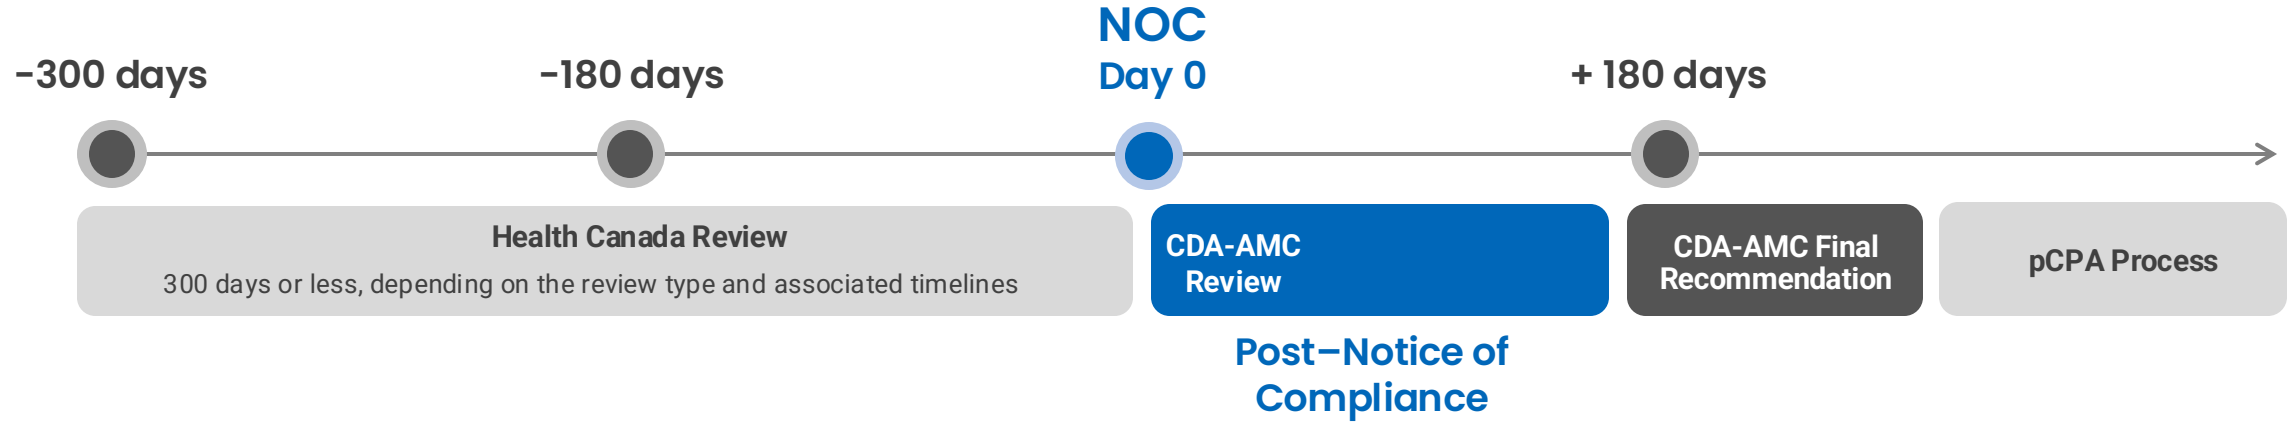 NOC
-300 days
-180 days
Day 0
+ 180 days
Health Canada Review
300 days or less, depending on the review type and associated timelines
CDA-AMC
Review
CDA-AMC Final
Recommendation
pCPA Process
Post–Notice of
Compliance